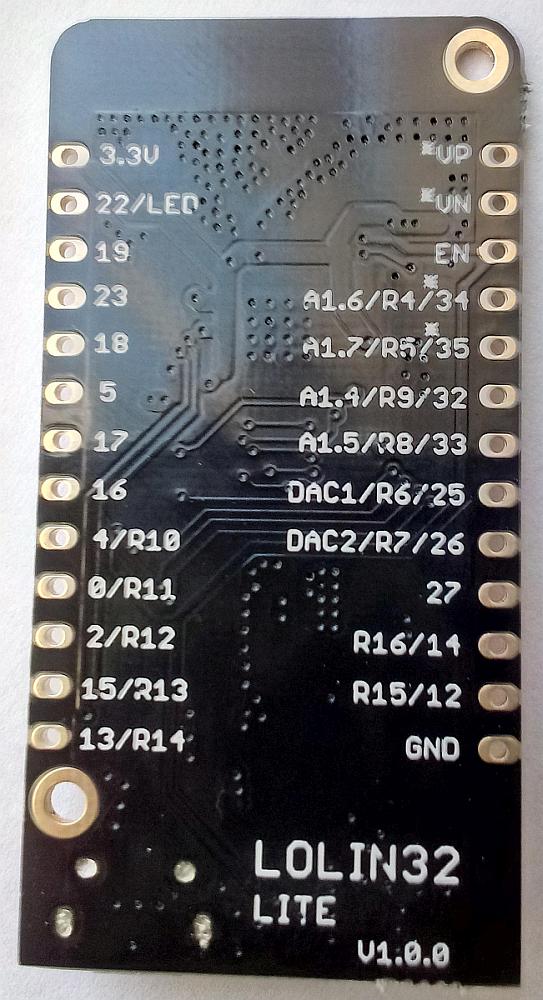 3.3V *VP
22/LED *VN
19 EN
23 A1.6/R4/34
18 A1.7/R5/35
5 A1.4/R9/32
17 A1.5/R8/33
16 DAC1/R6/25
4/R10 DAC2/R7/26
0/R11 27
2/R12 R16/14
15/R13 R15/12
13/R14 GND
LOLIN32
LITE
V1.0.0